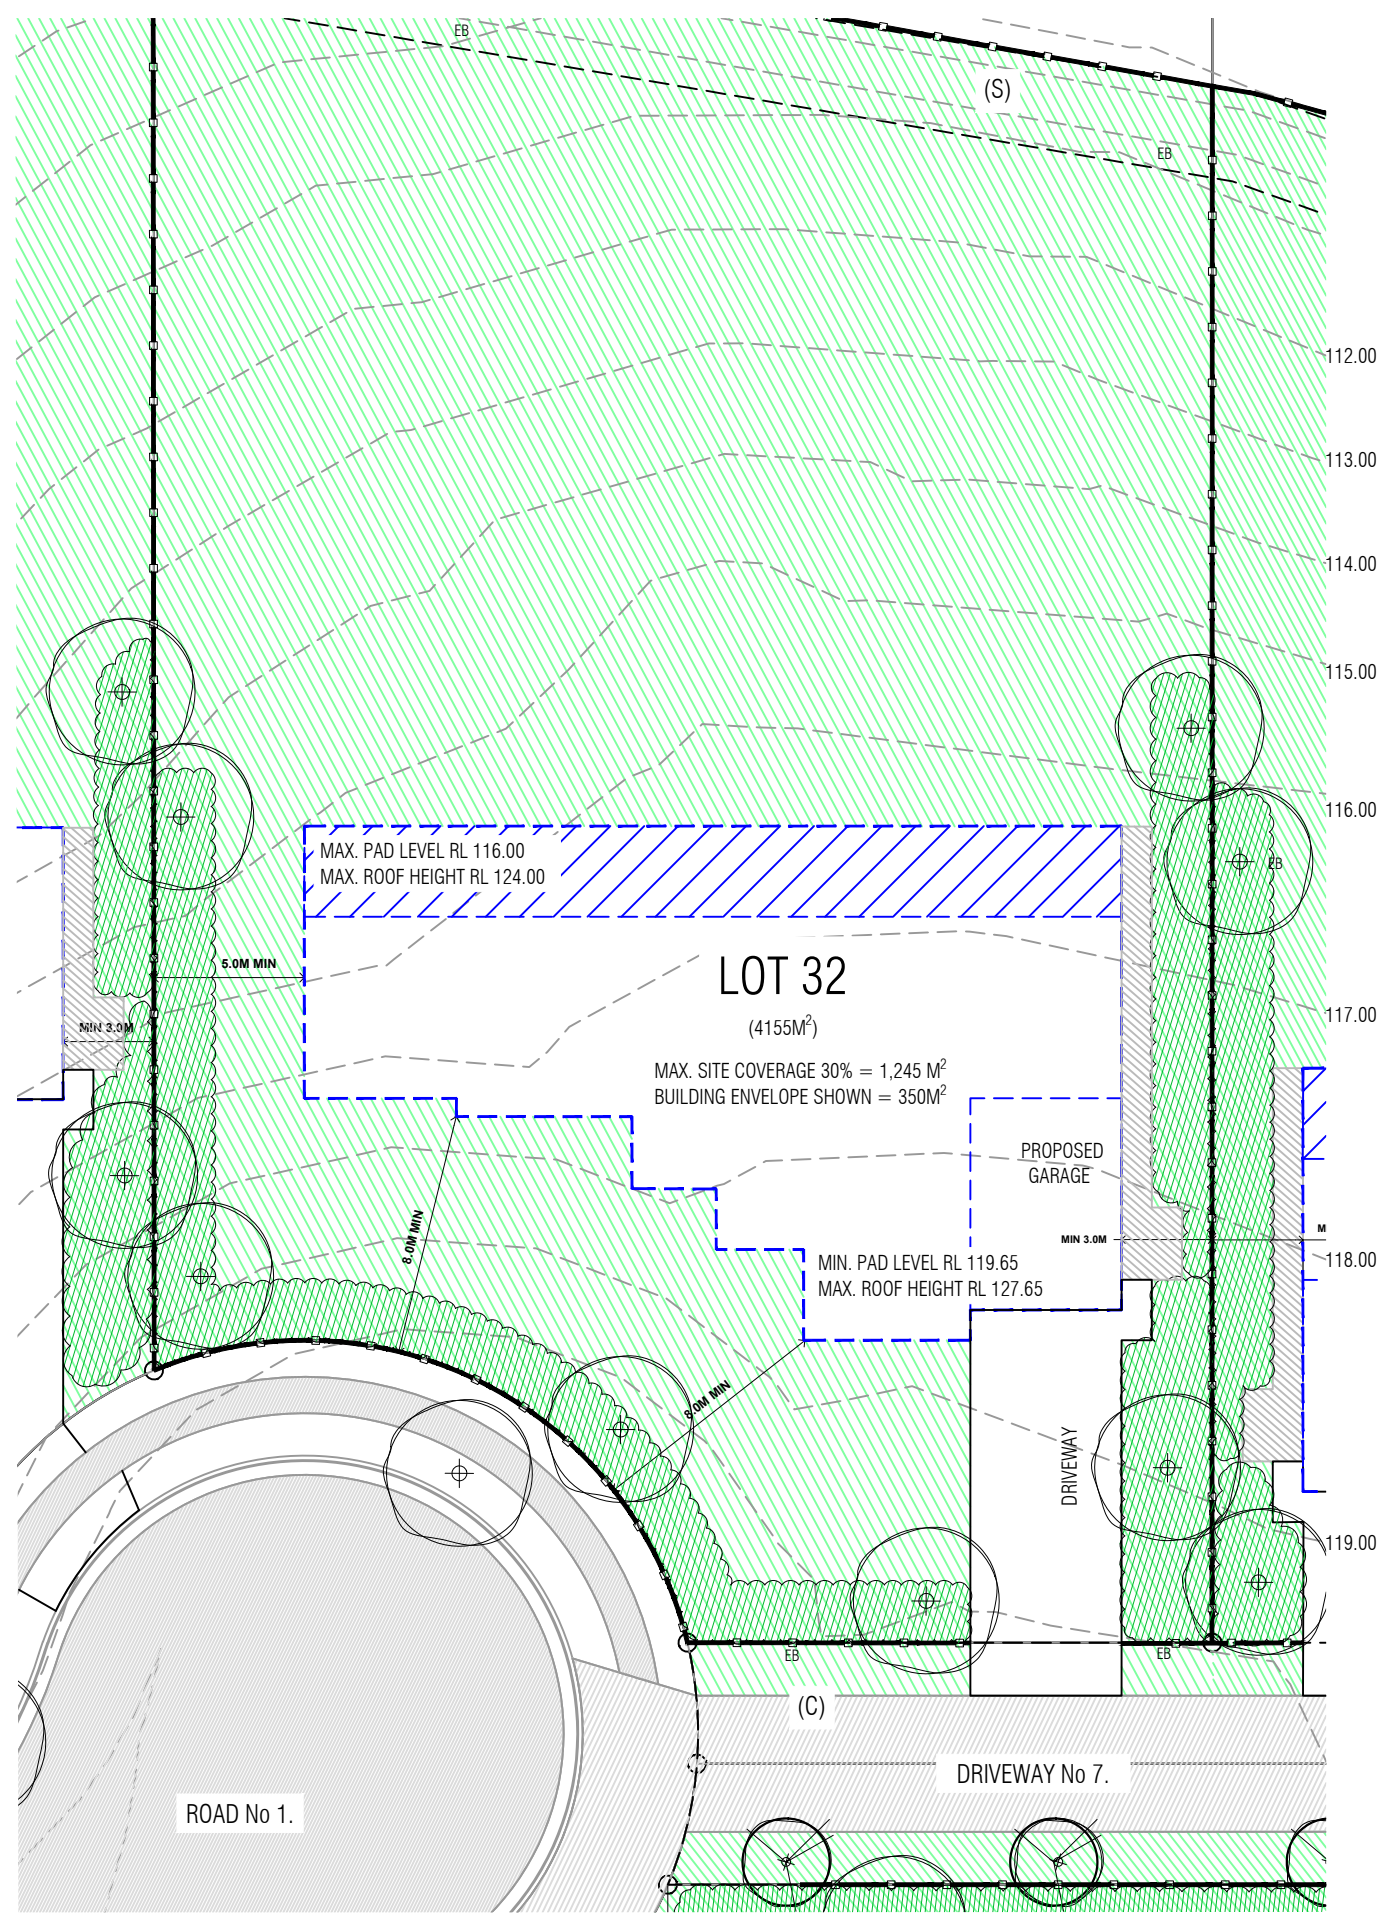 EB
(S)
EB
112.00
113.00
114.00
115.00
116.00
MAX. PAD LEVEL RL 116.00
MAX. ROOF HEIGHT RL 124.00
EB
5.0M MIN
LOT 32
(4155M²)
117.00
MIN 3.0M
MAX. SITE COVERAGE 30% = 1,245 M²
BUILDING ENVELOPE SHOWN = 350M²
PROPOSED
GARAGE
8.0M MIN
MIN 3.0M
M
118.00
MIN. PAD LEVEL RL 119.65
MAX. ROOF HEIGHT RL 127.65
8.0M MIN
DRIVEWAY
119.00
EB
EB
(C)
DRIVEWAY No 7.
ROAD No 1.